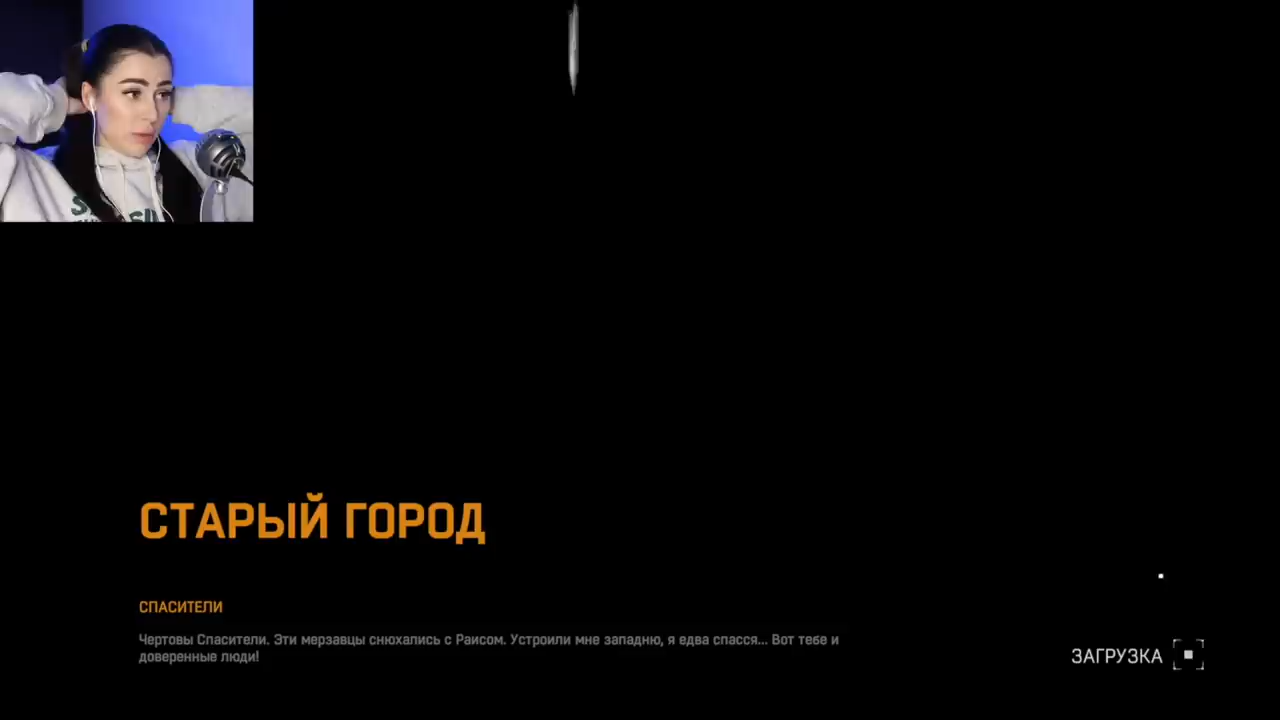 СТАРЫЙ ГОРОД
СПАСИТЕЛИ
Чертовы Спасители. Эти мерзавцы снюхались с Раисом. Устроили мне западню, я едва спасся... Вот тебе и
доверенные люди!
ЗАГРУЗКА